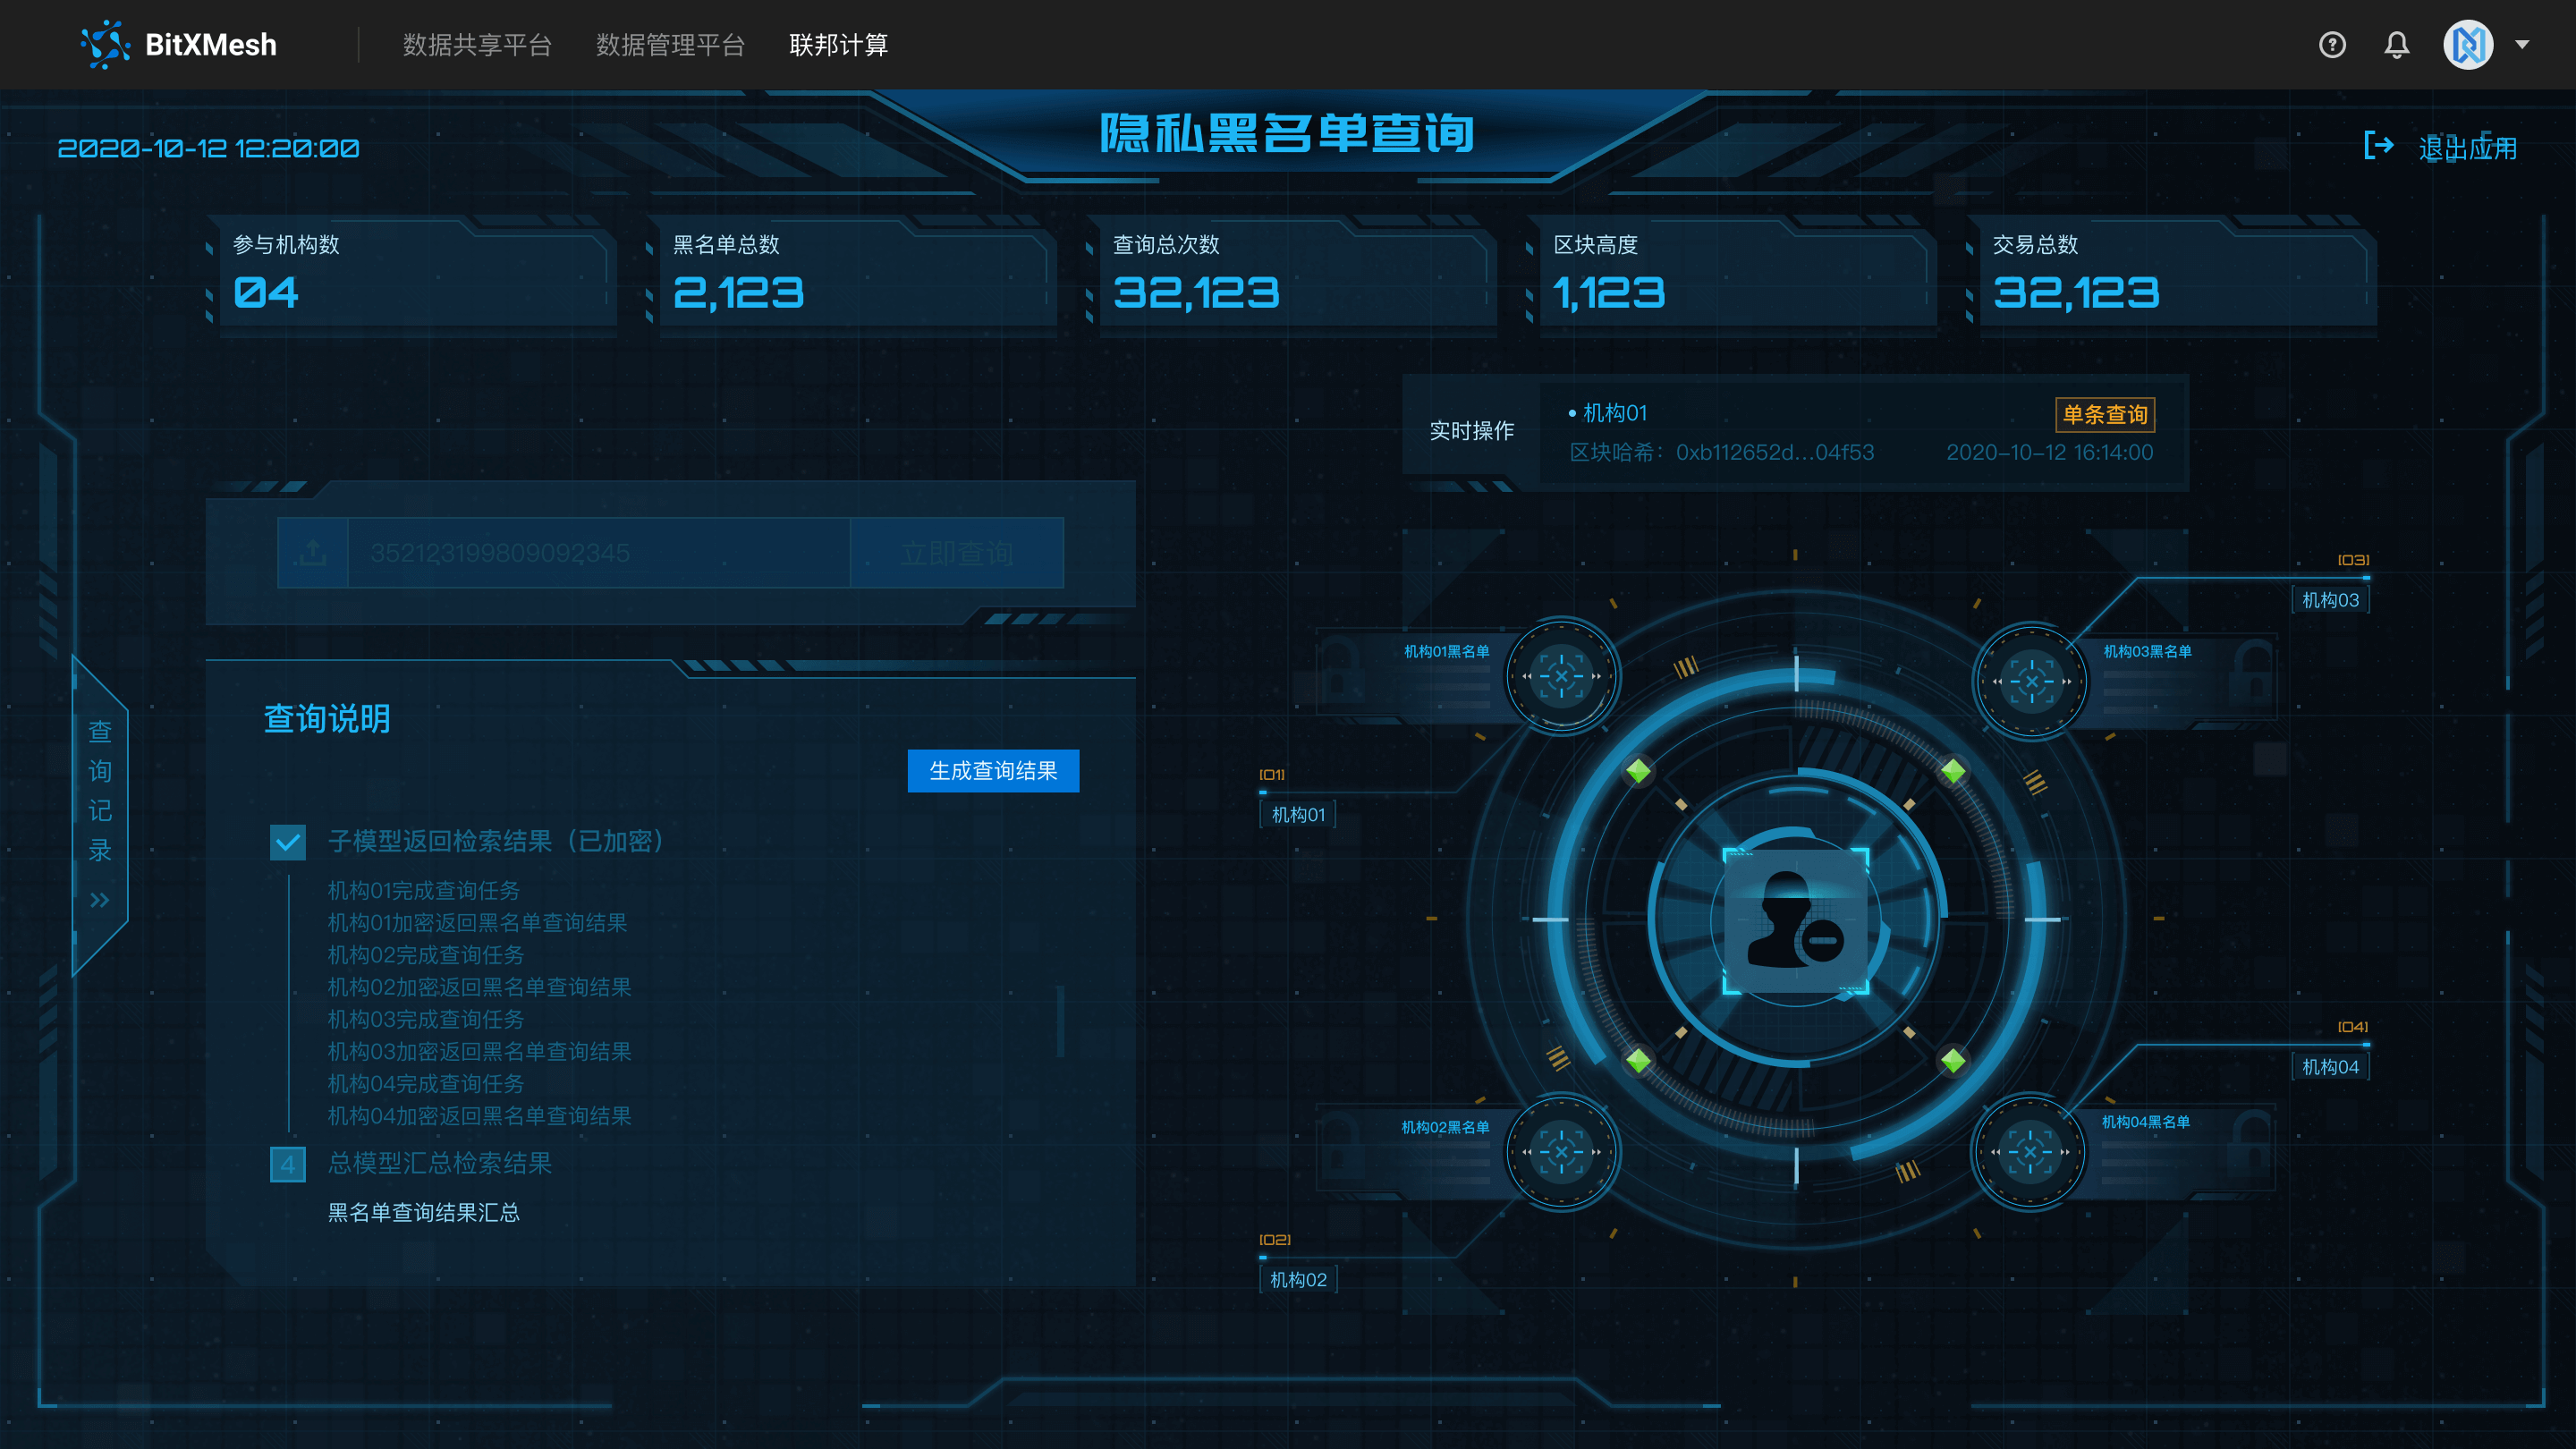 BitXMesh
数据共享平台
数据管理平台
联邦计算
2020-10-12 12:20:00
隐私黑名单查询
退出应用
参与机构数
04
黑名单总数
2,123
查询总次数
32,123
区块高度
1,123
交易总数
32,123
实时操作
• 机构01
单条查询
区块哈希：0xb112652d...04f53
2020-10-12 16:14:00
352123199809092345
立即查询
查询记录
查询说明
生成查询结果
子模型返回检索结果（已加密）
机构01完成查询任务
机构01加密返回黑名单查询结果
机构02完成查询任务
机构02加密返回黑名单查询结果
机构03完成查询任务
机构03加密返回黑名单查询结果
机构04完成查询任务
机构04加密返回黑名单查询结果
4 总模型汇总检索结果
黑名单查询结果汇总
机构01黑名单
[01]
机构01
机构03黑名单
[03]
机构03
机构02黑名单
[02]
机构02
机构04黑名单
[04]
机构04